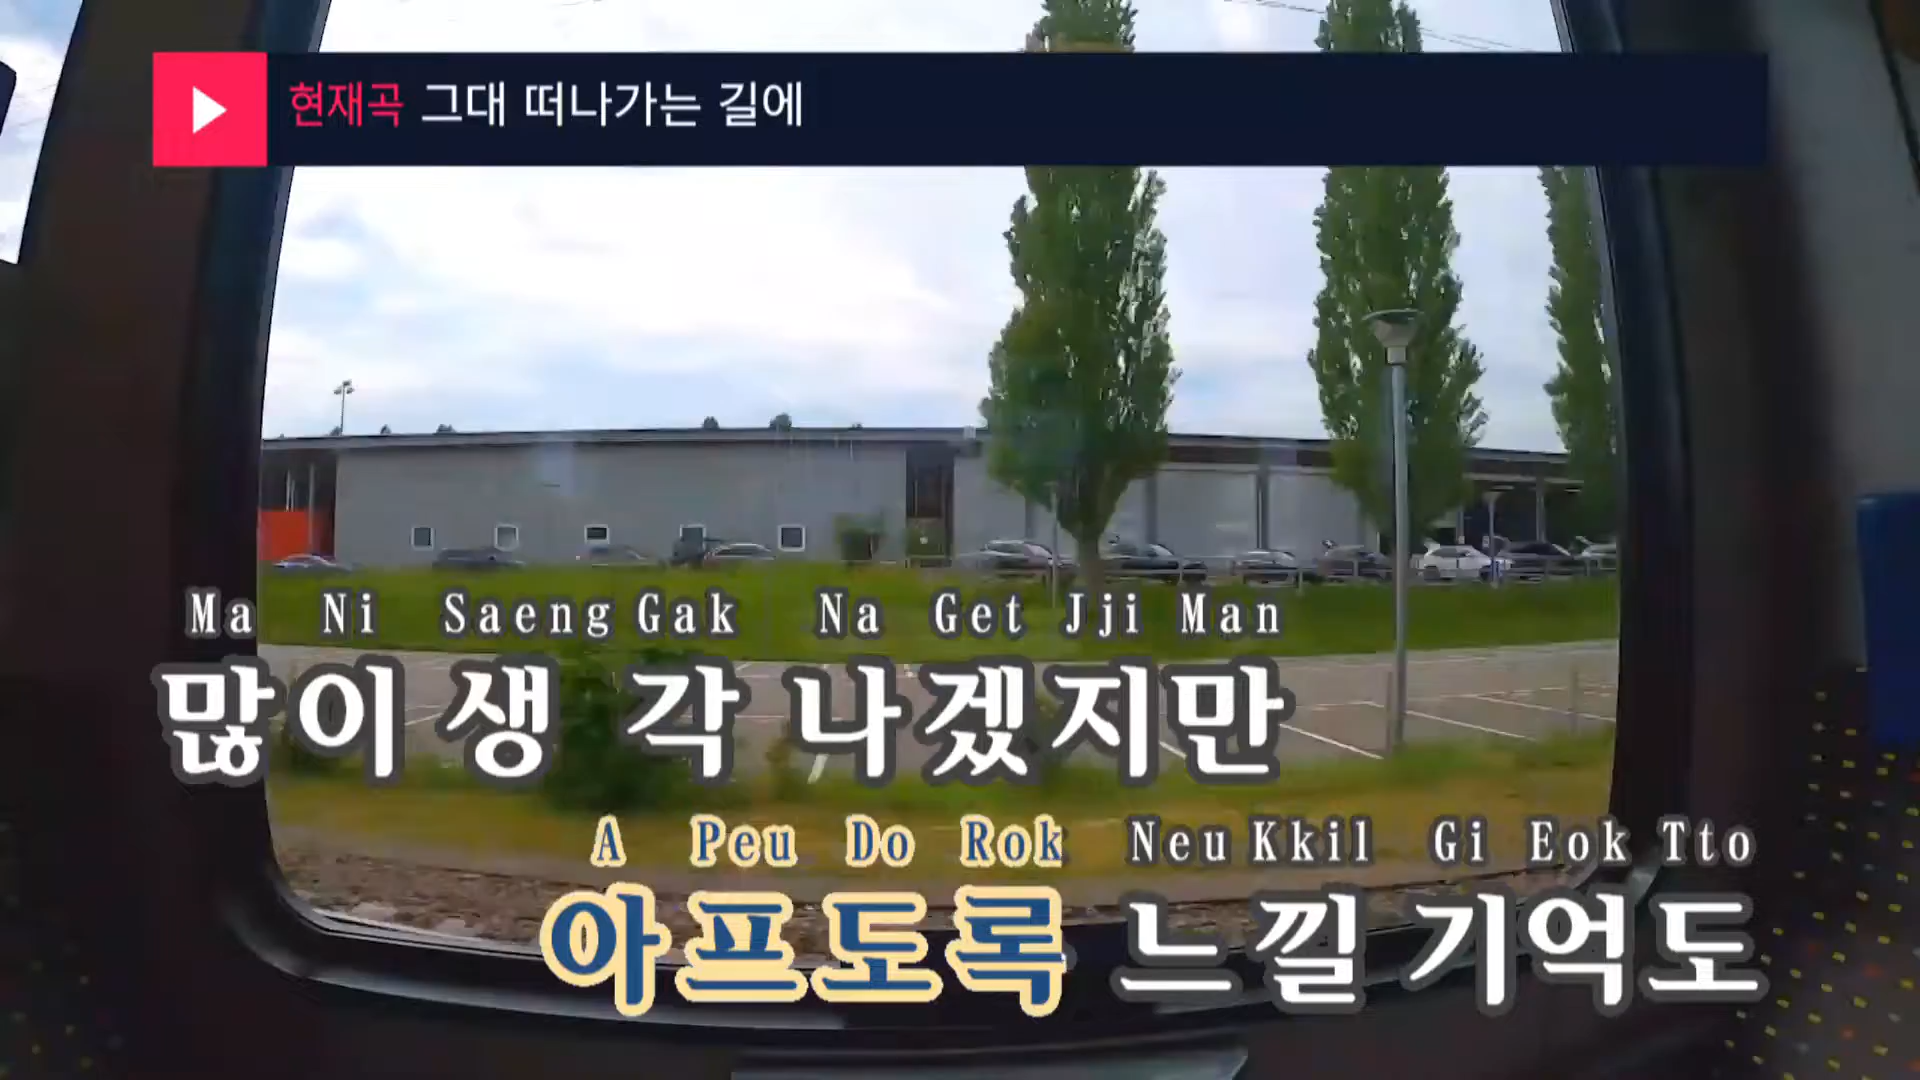 현재곡 그대 떠나가는 길에
Ma Ni Saeng Gak Na Get Jji Man
많이 생각 나겠지만
A Peu Do Rok Neu Kkil Gi Eok Tto
아프도록 느낄 기억도